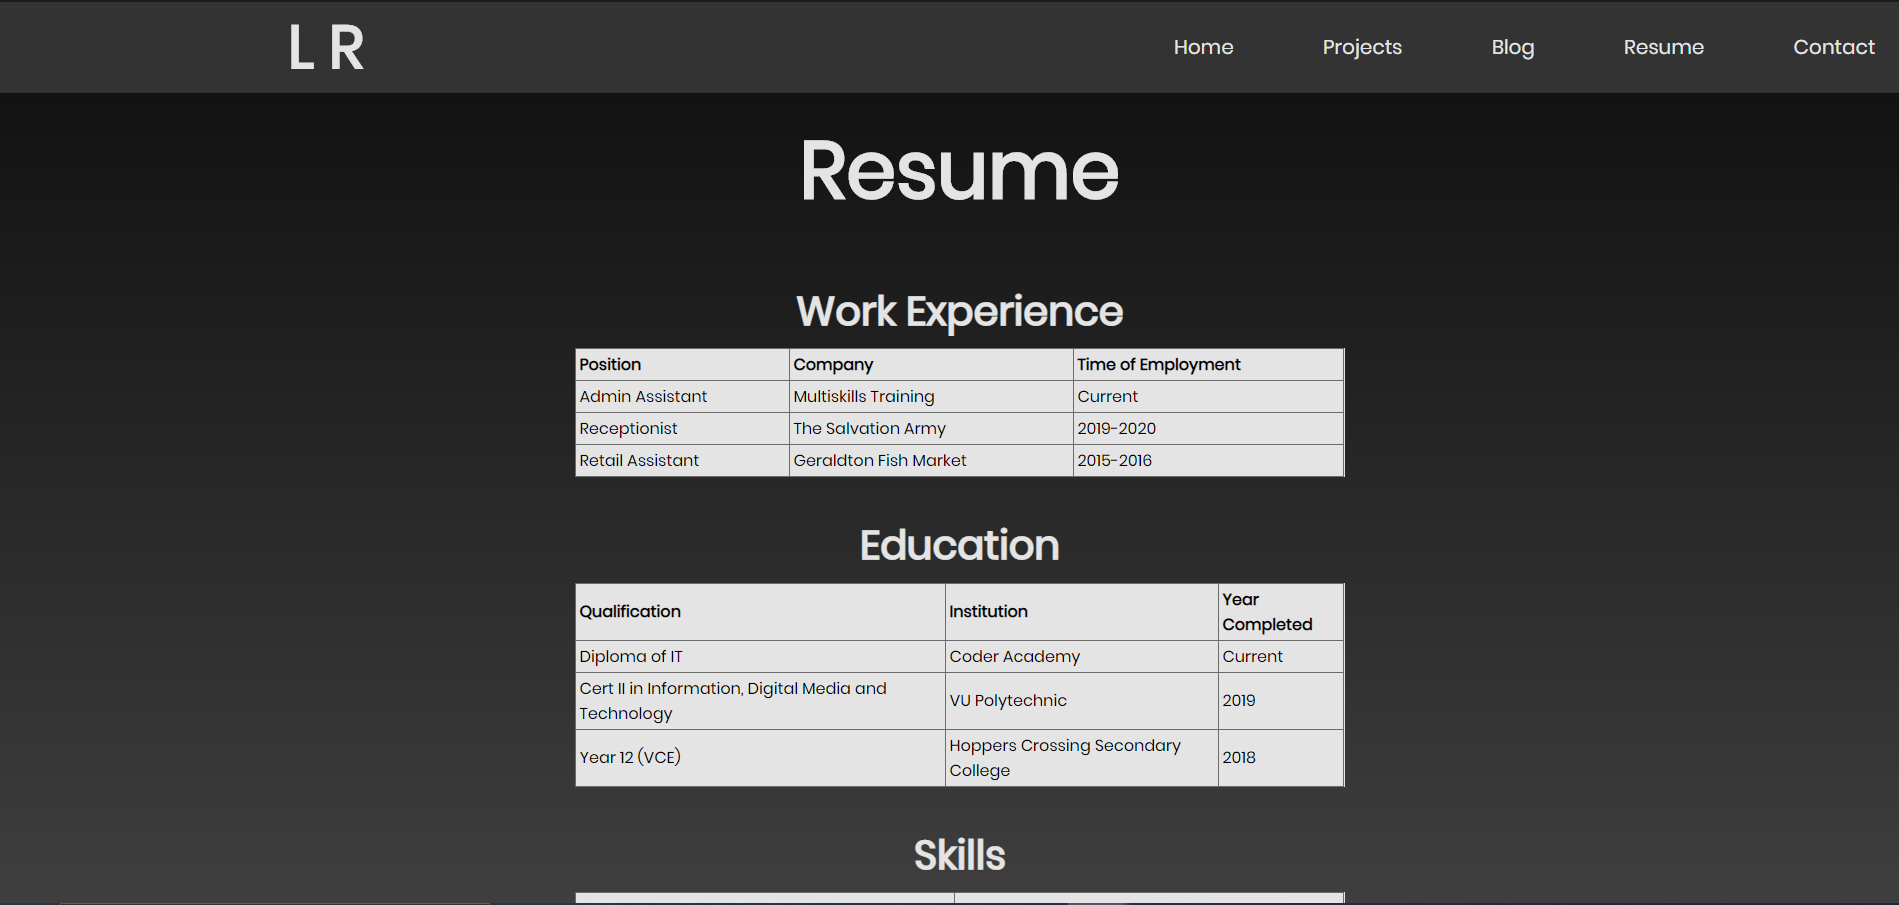 L R
Home Projects Blog Resume Contact
Resume
Work Experience
Position Company Time of Employment
Admin Assistant Multiskills Training Current
Receptionist The Salvation Army 2019-2020
Retail Assistant Geraldton Fish Market 2015-2016
Education
Qualification Institution Year
Completed
Diploma of IT Coder Academy Current
Cert II in Information, Digital Media and
Technology VU Polytechnic 2019
Year 12 (VCE) Hoppers Crossing Secondary
College 2018
Skills